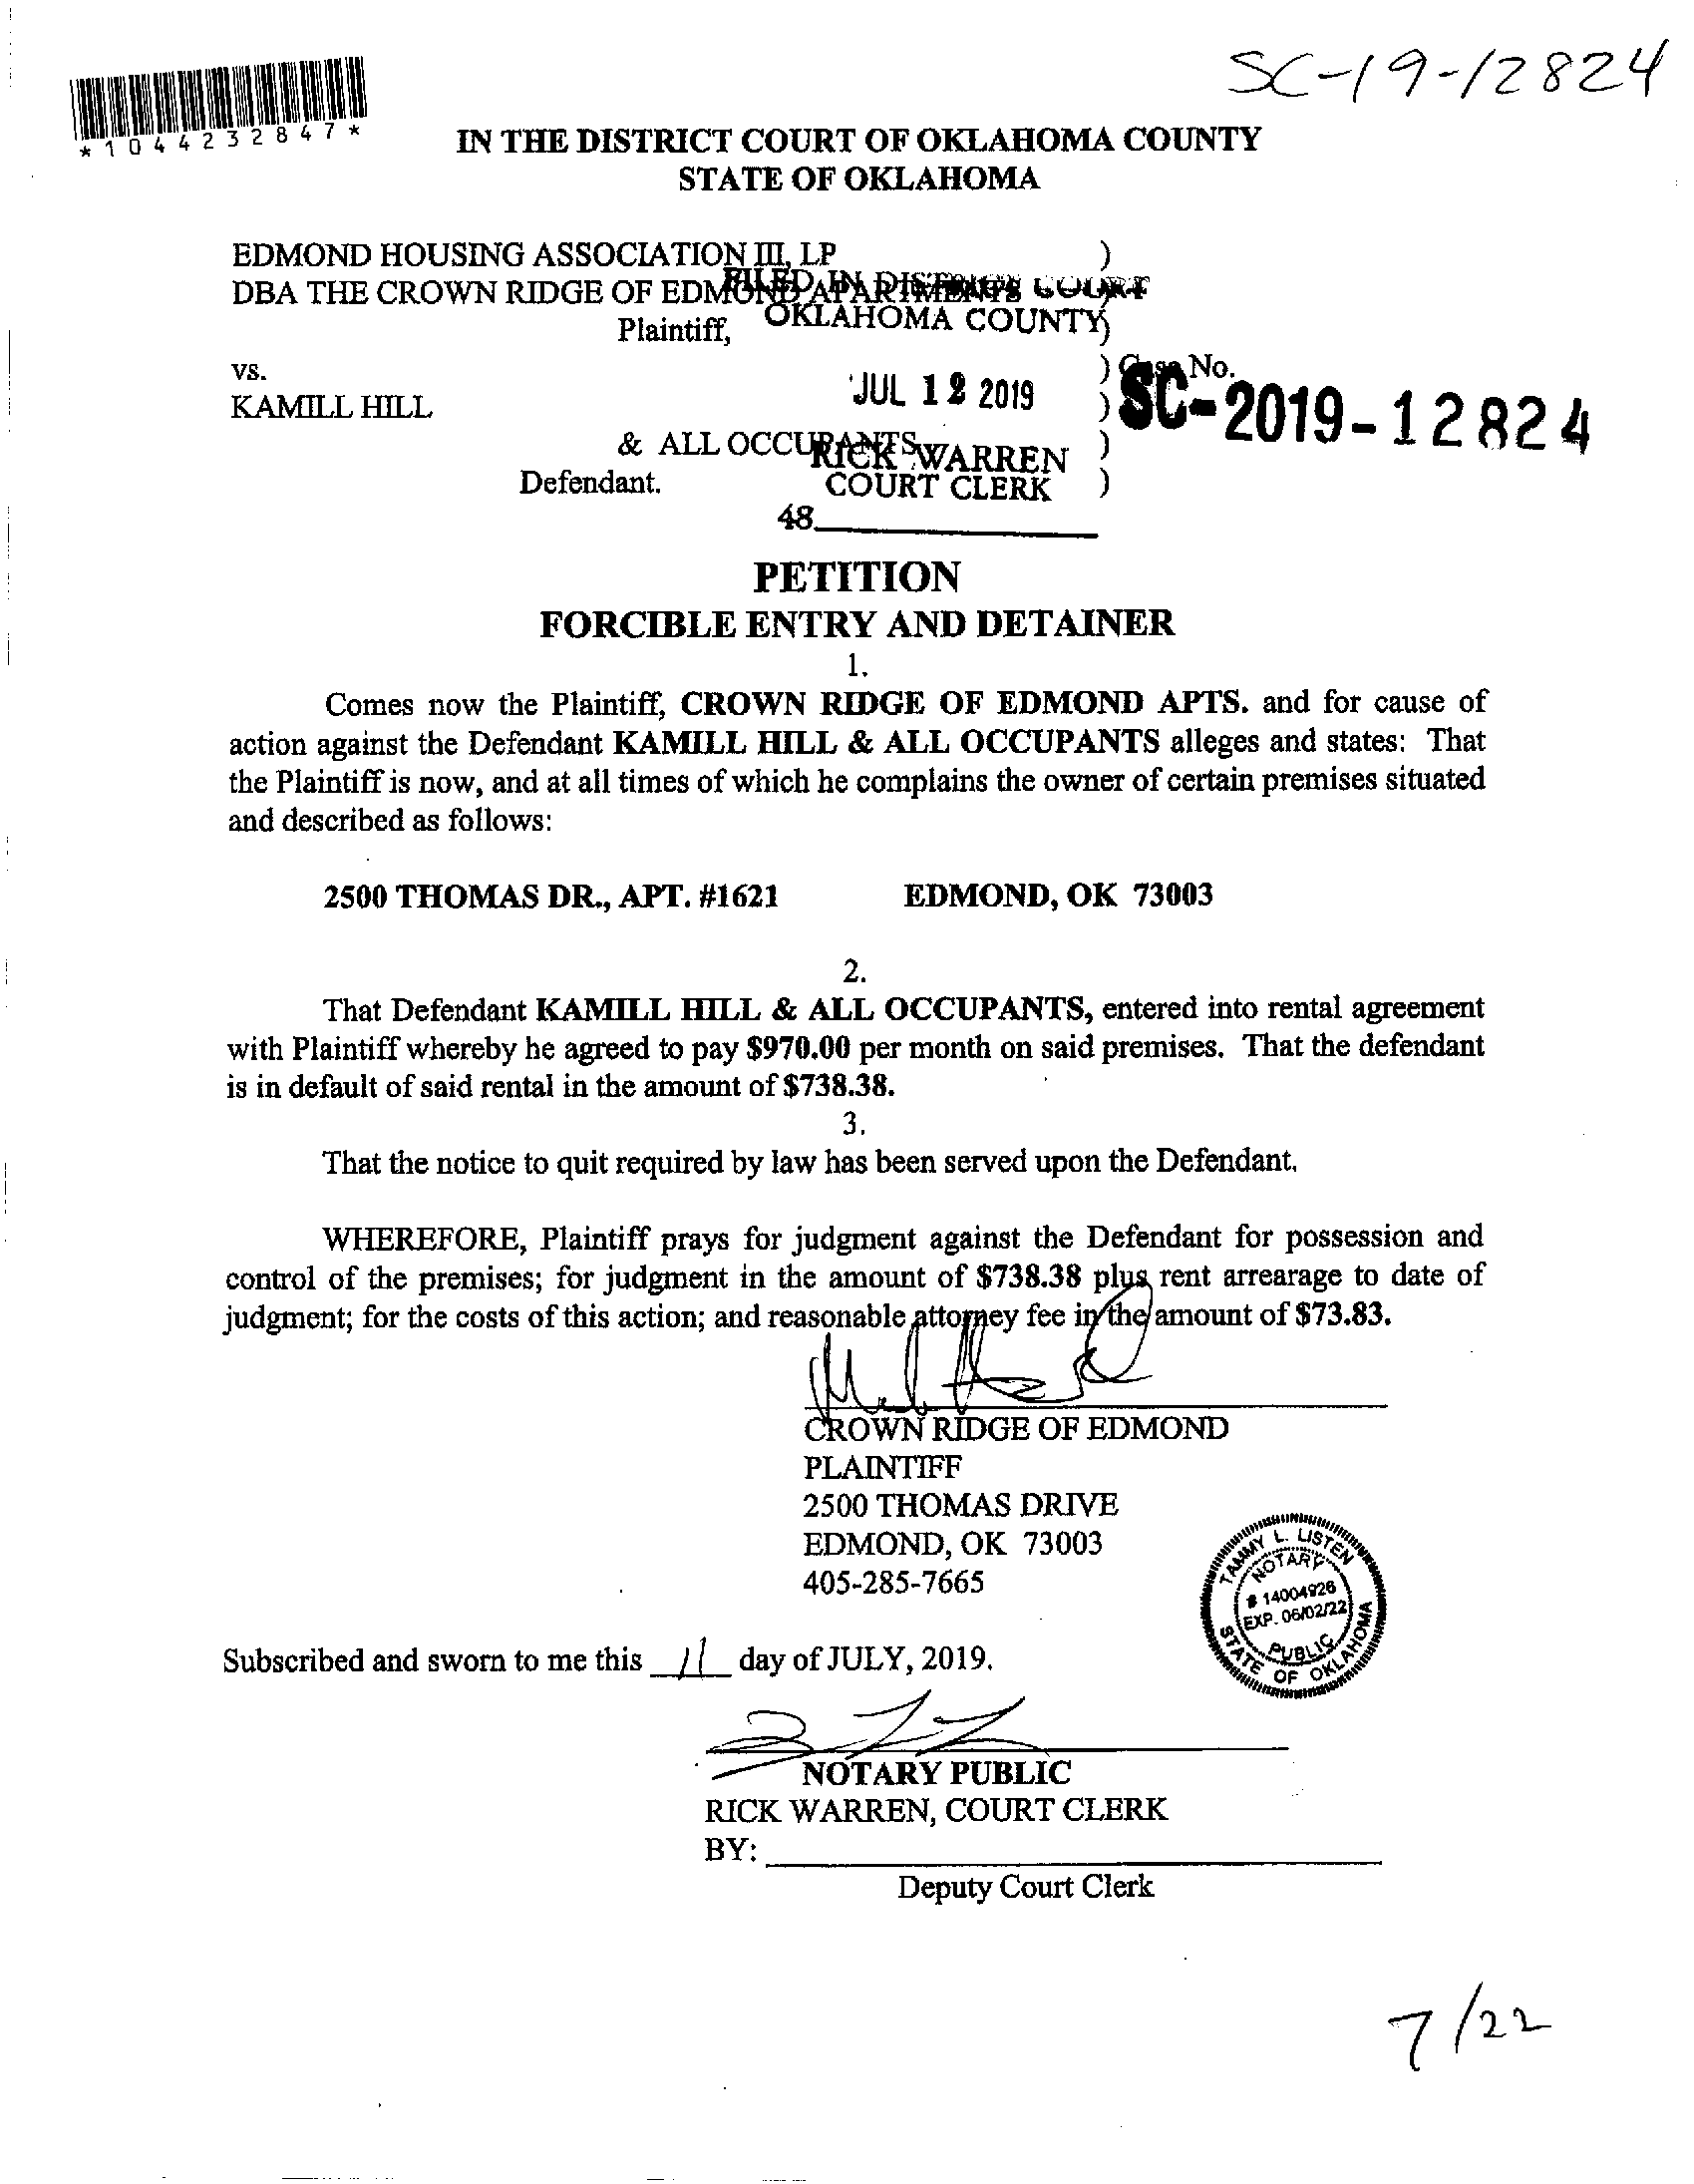 SC-19-12824
*1044232847*
IN THE DISTRICT COURT OF OKLAHOMA COUNTY
STATE OF OKLAHOMA
EDMOND HOUSING ASSOCIATION III, LP )
DBA THE CROWN RIDGE OF EDMOND APARTMENTS
FILED IN DISTRICT COURT
OKLAHOMA COUNTY
Plaintiff, )
vs. ) Case No.
JUL 12 2019
SC-2019-12824
KAMILL HILL )
& ALL OCCUPANTS, )
RICK WARREN
COURT CLERK
Defendant. )
48
PETITION
FORCIBLE ENTRY AND DETAINER
1.
Comes now the Plaintiff, CROWN RIDGE OF EDMOND APTS. and for cause of
action against the Defendant KAMILL HILL & ALL OCCUPANTS alleges and states: That
the Plaintiff is now, and at all times of which he complains the owner of certain premises situated
and described as follows:
2500 THOMAS DR., APT. #1621 EDMOND, OK 73003
2.
That Defendant KAMILL HILL & ALL OCCUPANTS, entered into rental agreement
with Plaintiff whereby he agreed to pay $970.00 per month on said premises. That the defendant
is in default of said rental in the amount of $738.38.
3.
That the notice to quit required by law has been served upon the Defendant.
WHEREFORE, Plaintiff prays for judgment against the Defendant for possession and
control of the premises; for judgment in the amount of $738.38 plus rent arrearage to date of
judgment; for the costs of this action; and reasonable attorney fee in the amount of $73.83.
CROWN RIDGE OF EDMOND
PLAINTIFF
2500 THOMAS DRIVE
EDMOND, OK 73003
405-285-7665
TAMMY L. LISTEN
NOTARY
# 14004926
EXP. 06/02/22
PUBLIC
STATE OF OKLAHOMA
Subscribed and sworn to me this 11 day of JULY, 2019.
NOTARY PUBLIC
RICK WARREN, COURT CLERK
BY:
Deputy Court Clerk
7/22